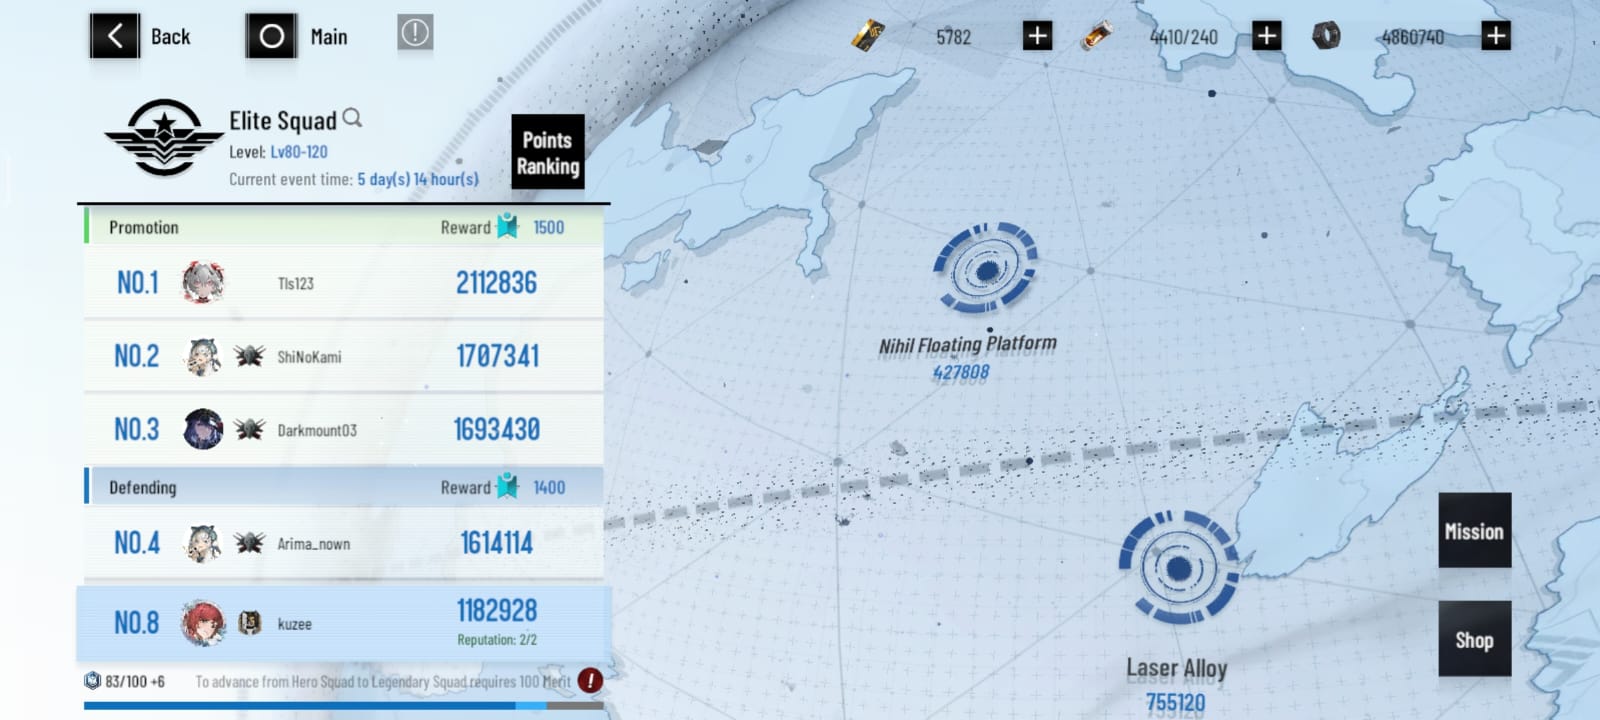 Back
Main
5782
4410/240
4860740
Elite Squad
Level: Lv80-120
Current event time: 5 day(s) 14 hour(s)
Points
Ranking
Promotion
Reward 1500
NO.1 Tls123 2112836
NO.2 ShiNoKami 1707341
NO.3 Darkmount03 1693430
Defending
Reward 1400
NO.4 Arima_nown 1614114
NO.8 kuzee 1182928
Reputation: 2/2
83/100 +6
To advance from Hero Squad to Legendary Squad requires 100 Merit
Nihil Floating Platform
427808
Laser Alloy
755120
Mission
Shop